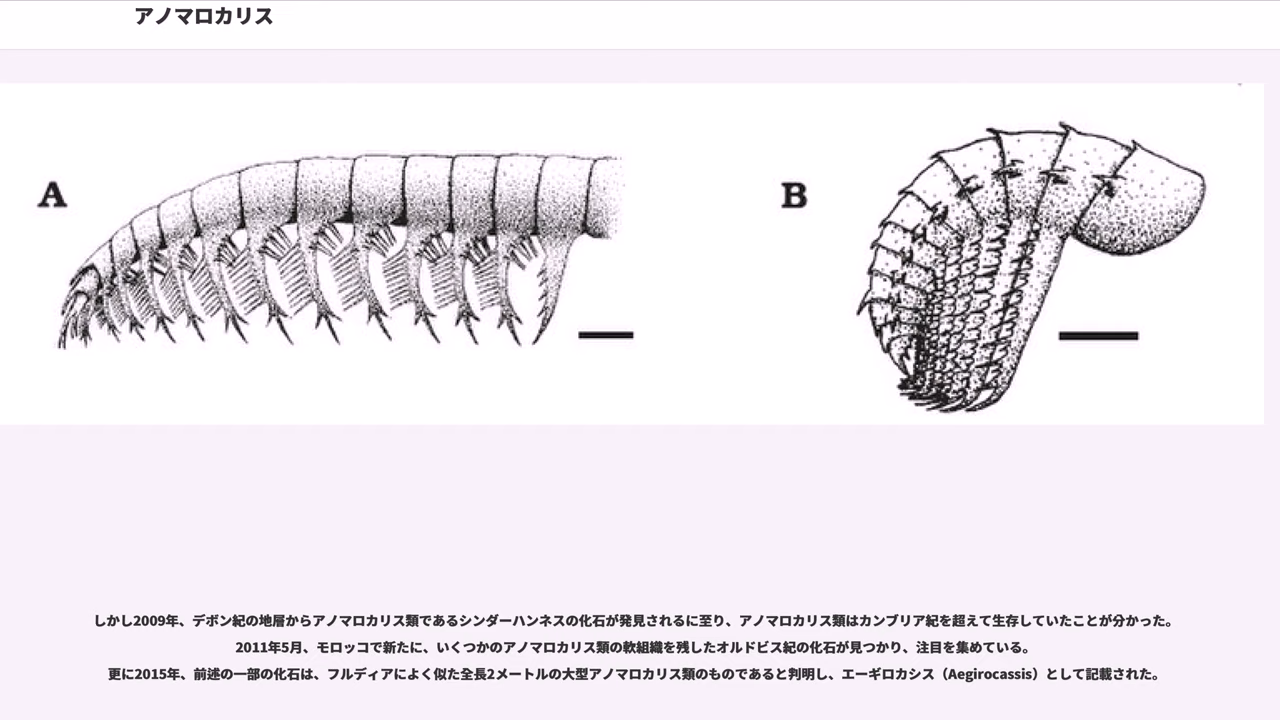 アノマロカリス
A
B
しかし2009年、デボン紀の地層からアノマロカリス類であるシンダーハンネスの化石が発見されるに至り、アノマロカリス類はカンブリア紀を超えて生存していたことが分かった。
2011年5月、モロッコで新たに、いくつかのアノマロカリス類の軟組織を残したオルドビス紀の化石が見つかり、注目を集めている。
更に2015年、前述の一部の化石は、フルディアによく似た全長2メートルの大型アノマロカリス類のものであると判明し、エーギロカシス（Aegirocassis）として記載された。